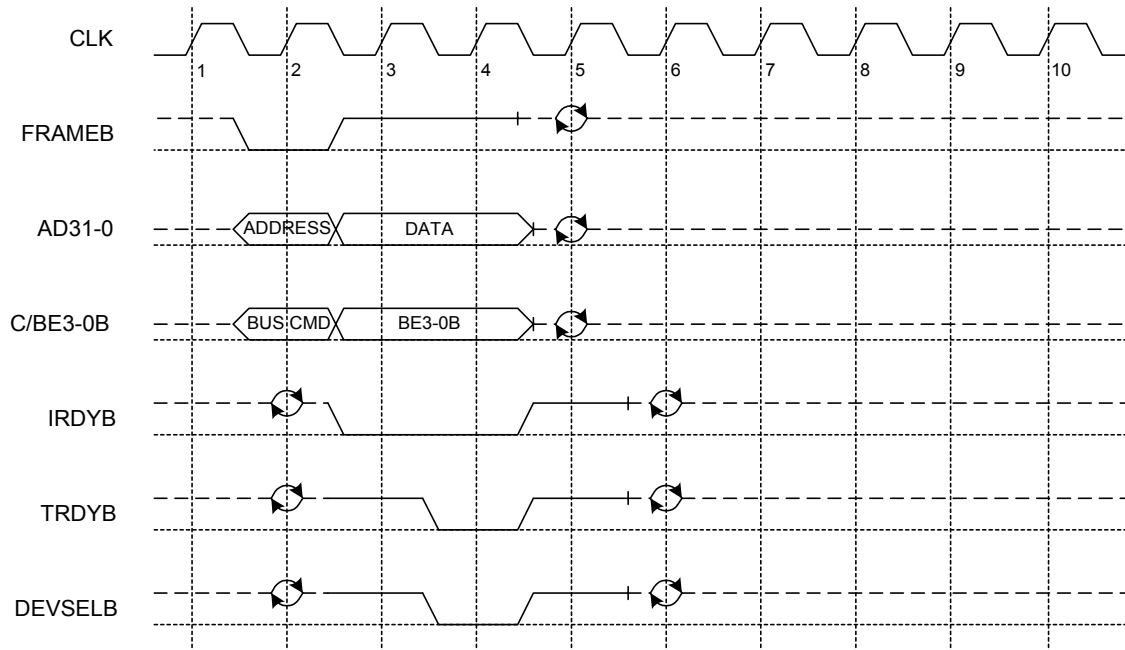 CLK
1 2 3 4 5 6 7 8 9 10
FRAMEB
AD31-0 ADDRESS DATA
C/BE3-0B BUS CMD BE3-0B
IRDYB
TRDYB
DEVSELB